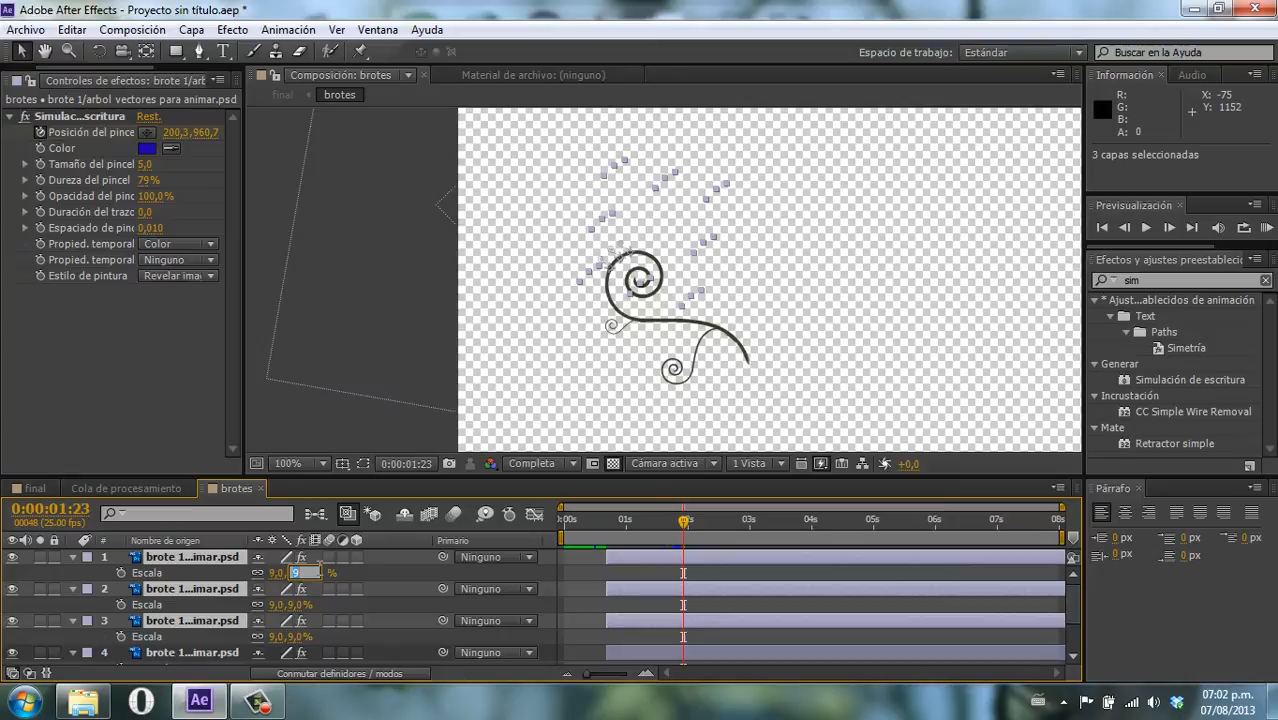 Adobe After Effects - Proyecto sin título.aep *
Archivo Editar Composición Capa Efecto Animación Ver Ventana Ayuda
Espacio de trabajo: Estándar Buscar en la Ayuda
Controles de efectos: brote 1/arb
brotes • brote 1/arbol vectores para animar.psd
Simulac...scritura Rest.
Posición del pince 200,3,960,7
Color
Tamaño del pincel 5,0
Dureza del pincel 79%
Opacidad del pinc 100,0%
Duración del trazo 0,0
Espaciado de pinc 0,010
Propied. temporal Color
Propied. temporal Ninguno
Estilo de pintura Revelar imag
Composición: brotes Material de archivo: (ninguno)
final brotes
100% 0:00:01:23 Completa Cámara activa 1 Vista +0,0
Información Audio
R: X: -75
G: Y: 1152
B:
A: 0
3 capas seleccionadas
Previsualización
Efectos y ajustes preestableci
sim
* Ajust...ablecidos de animación
Text
Paths
Simetría
Generar
Simulación de escritura
Incrustación
CC Simple Wire Removal
Mate
Retractor simple
final Cola de procesamiento brotes
0:00:01:23
00048 (25.00 fps)
# Nombre de origen Primario
1 brote 1...imar.psd Ninguno
Escala 9,0, 9 %
2 brote 1...imar.psd Ninguno
Escala 9,0,9,0%
3 brote 1...imar.psd Ninguno
Escala 9,0,9,0%
4 brote 1...imar.psd Ninguno
Conmutar definidores / modos
:00s 01s 02s 03s 04s 05s 06s 07s 08s
Párrafo
0 px 0 px 0 px
0 px 0 px
Ae
07:02 p.m.
07/08/2013